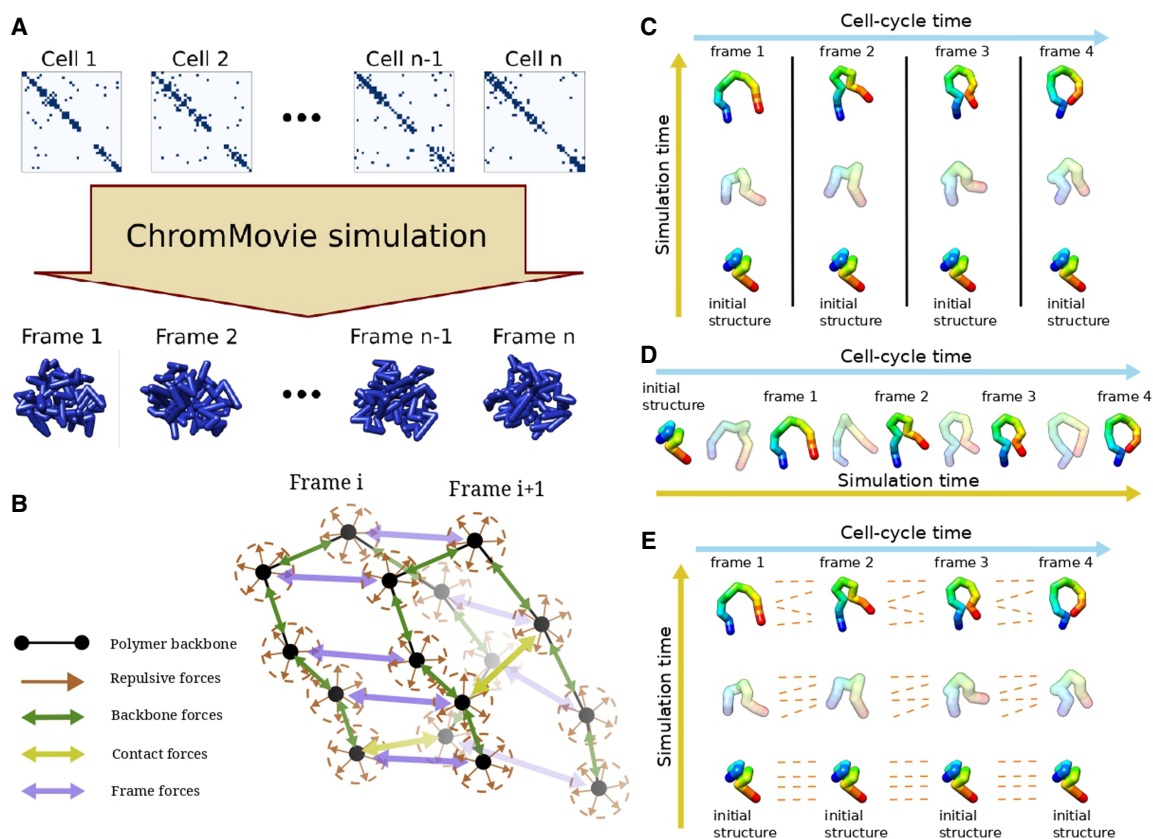 A
Cell 1
Cell 2
Cell n-1
Cell n
ChromMovie simulation
Frame 1
Frame 2
Frame n-1
Frame n
B
Frame i
Frame i+1
Polymer backbone
Repulsive forces
Backbone forces
Contact forces
Frame forces
C
Cell-cycle time
frame 1
frame 2
frame 3
frame 4
Simulation time
initial
structure
initial
structure
initial
structure
initial
structure
D
Cell-cycle time
initial
structure
frame 1
frame 2
frame 3
frame 4
Simulation time
E
Cell-cycle time
frame 1
frame 2
frame 3
frame 4
Simulation time
initial
structure
initial
structure
initial
structure
initial
structure